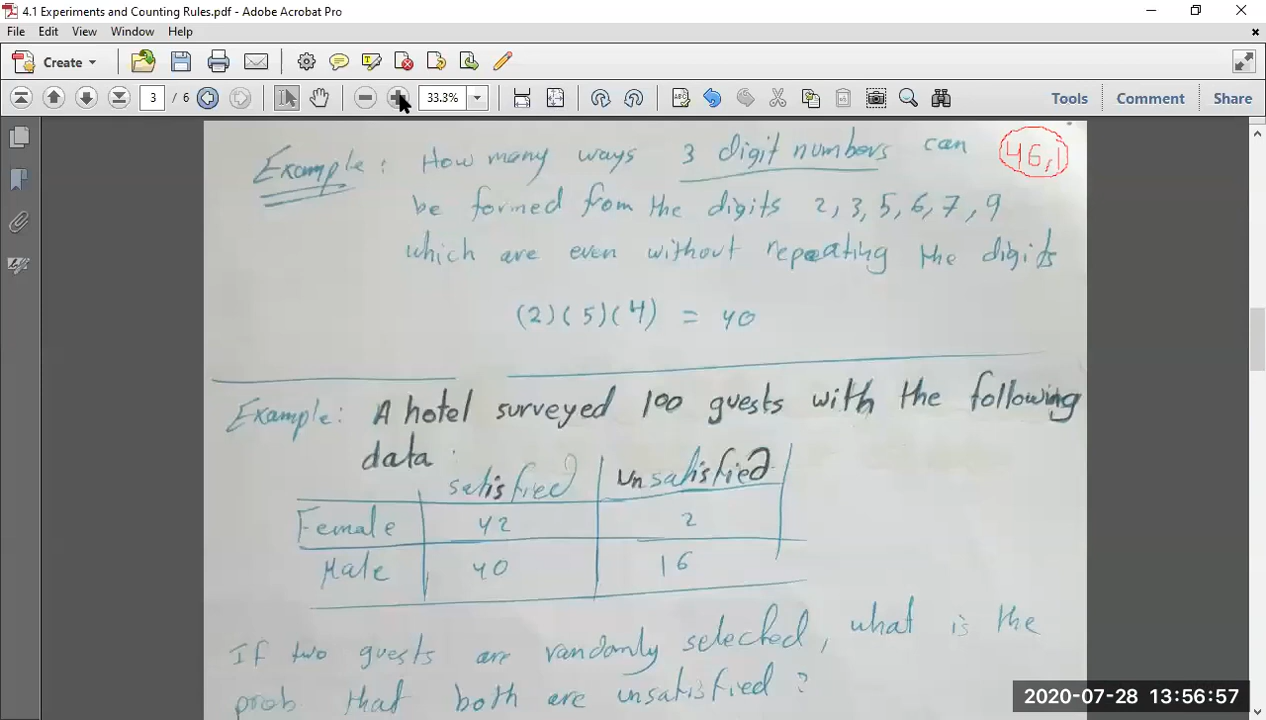 4.1 Experiments and Counting Rules.pdf - Adobe Acrobat Pro
File Edit View Window Help
Create
3 / 6 33.3% Tools Comment Share
Example: How many ways 3 digit numbers can 46,1
be formed from the digits 2, 3, 5, 6, 7, 9
which are even without repeating the digits
(2)(5)(4) = 40
Example: A hotel surveyed 100 guests with the following
data:
satisfied unsatisfied
Female 42 2
Male 40 16
If two guests are randomly selected, what is the
prob that both are unsatisfied?
2020-07-28 13:56:57